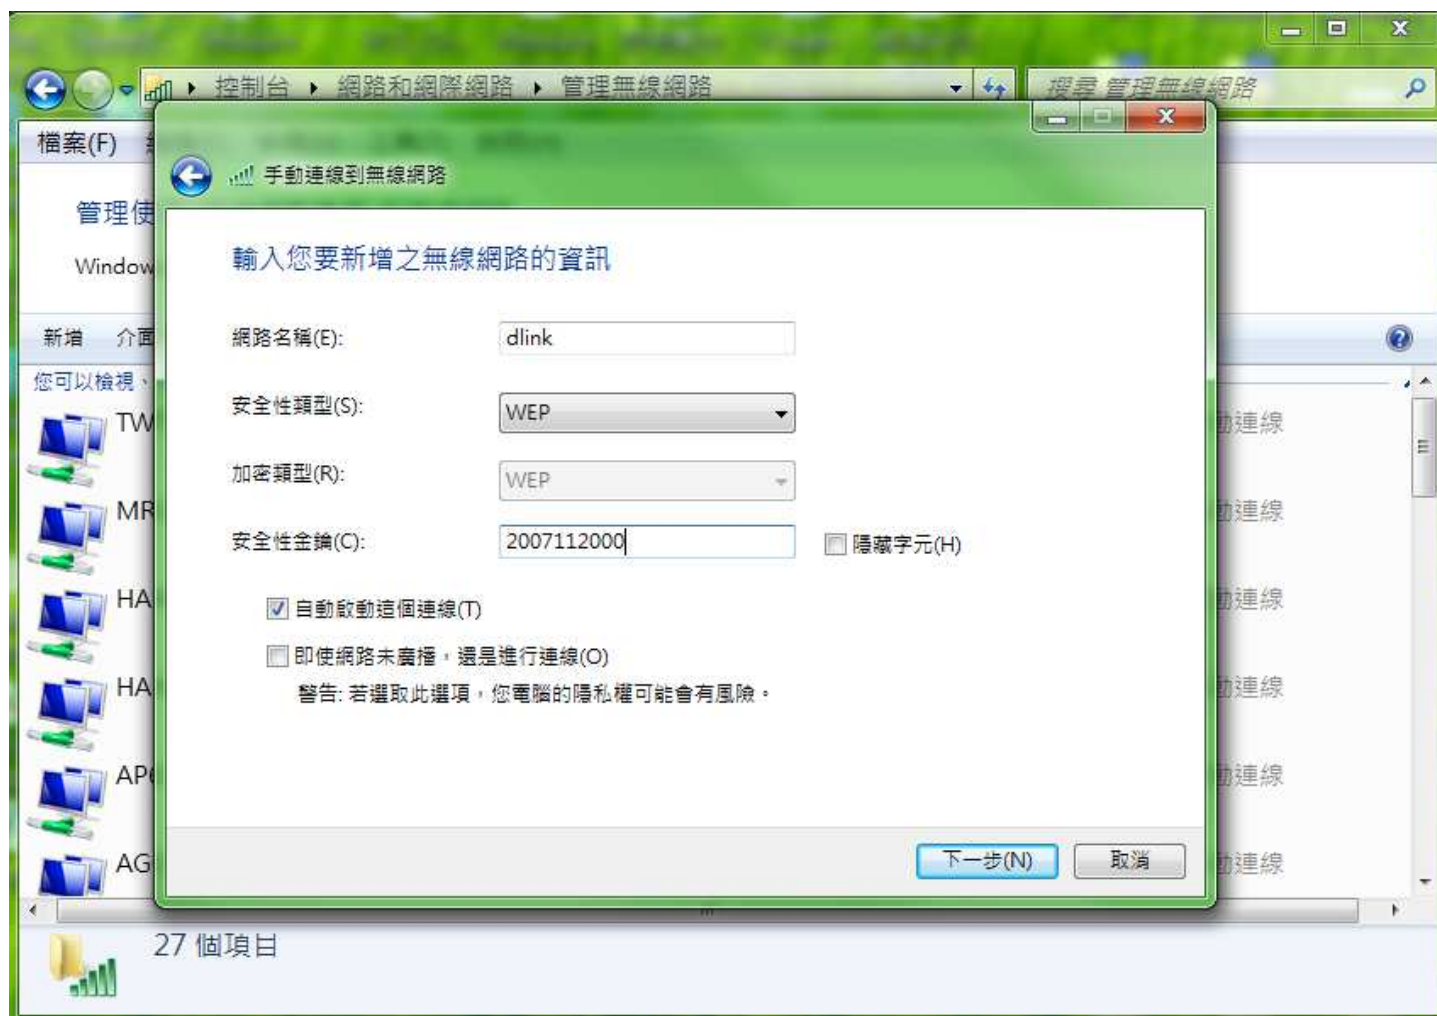 控制台 ▸ 網路和網際網路 ▸ 管理無線網路
搜尋 管理無線網路
檔案(F)
手動連線到無線網路
管理使
Window
輸入您要新增之無線網路的資訊
新增 介面
您可以檢視、
網路名稱(E): dlink
安全性類型(S): WEP
加密類型(R): WEP
安全性金鑰(C): 2007112000 隱藏字元(H)
自動啟動這個連線(T)
即使網路未廣播，還是進行連線(O)
警告: 若選取此選項，您電腦的隱私權可能會有風險。
下一步(N) 取消
TW 動連線
MR 動連線
HA 動連線
HA 動連線
AP6 動連線
AG 動連線
27 個項目